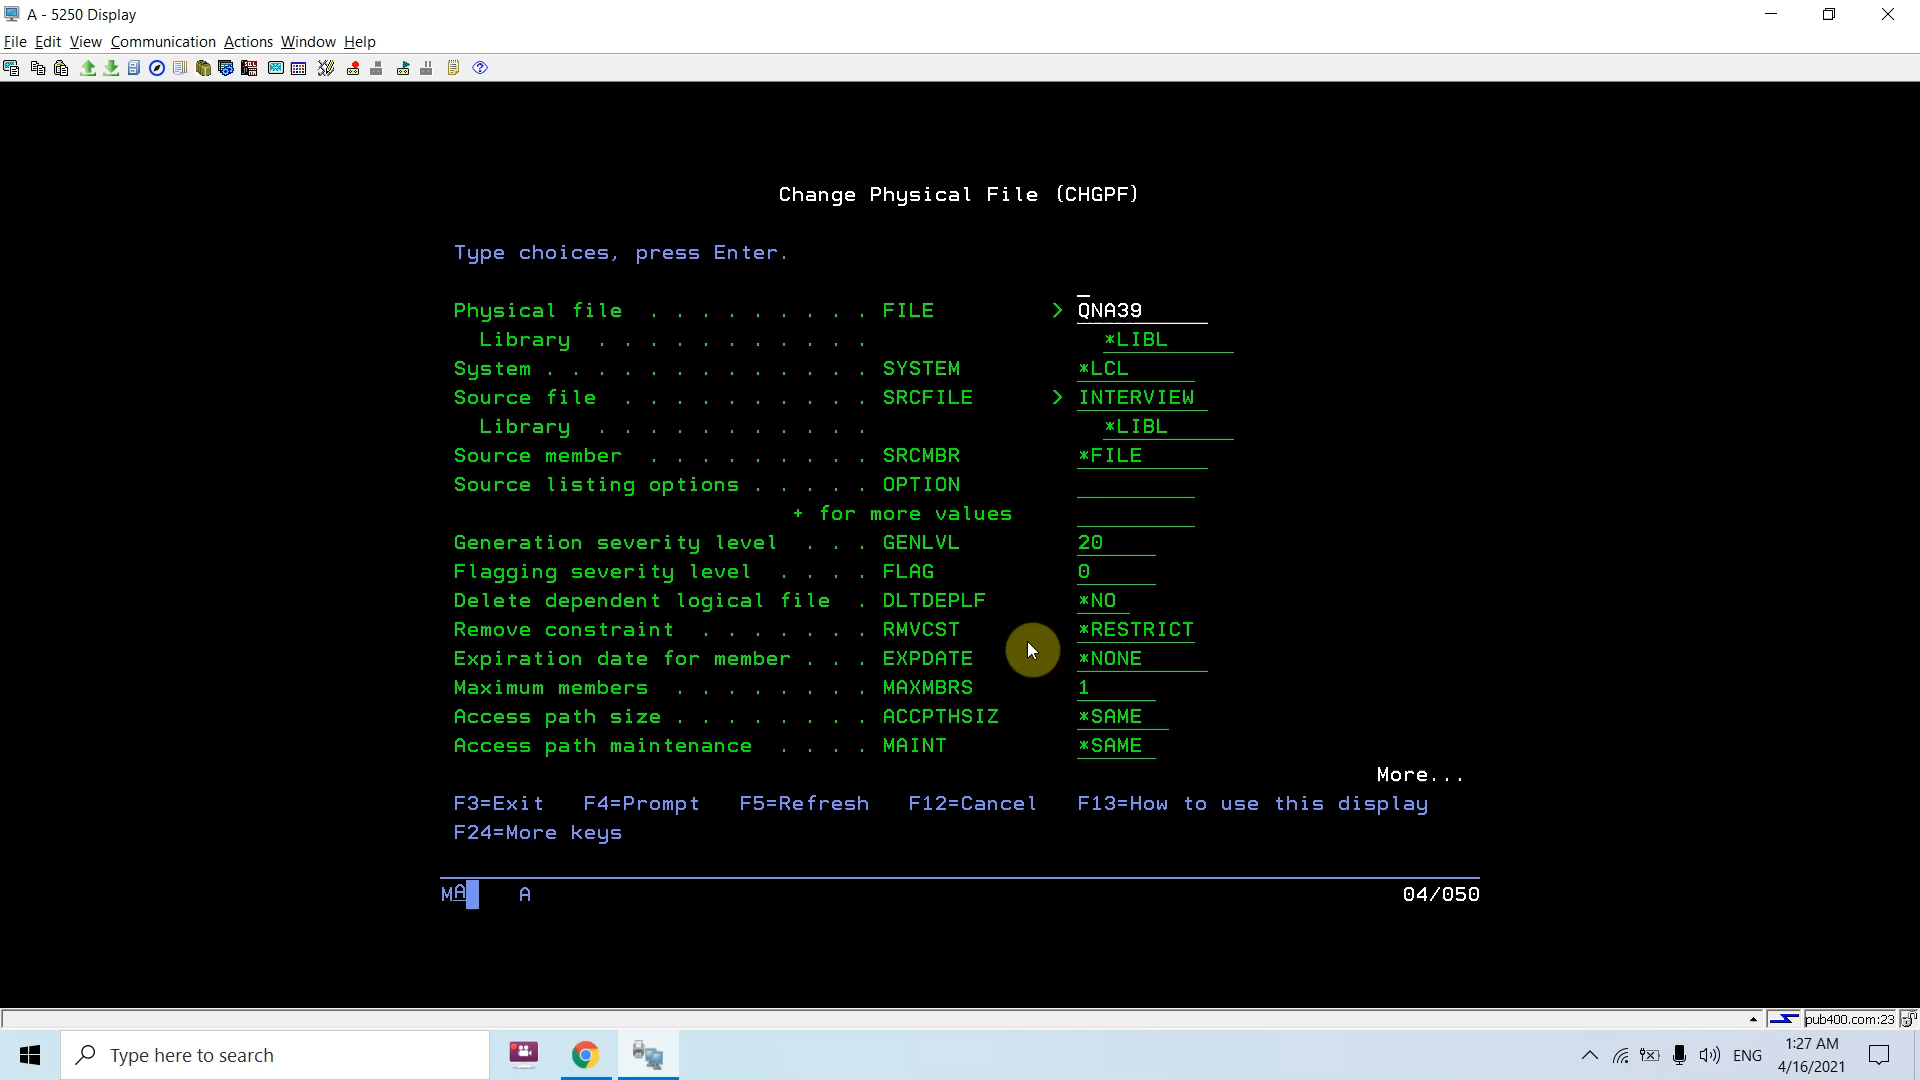 A - 5250 Display
File Edit View Communication Actions Window Help
Change Physical File (CHGPF)
Type choices, press Enter.
Physical file . . . . . . . . . FILE > QNA39
Library . . . . . . . . . . . *LIBL
System . . . . . . . . . . . . . SYSTEM *LCL
Source file . . . . . . . . . . SRCFILE > INTERVIEW
Library . . . . . . . . . . . *LIBL
Source member . . . . . . . . . SRCMBR *FILE
Source listing options . . . . . OPTION
+ for more values
Generation severity level . . . GENLVL 20
Flagging severity level . . . . FLAG 0
Delete dependent logical file . DLTDEPLF *NO
Remove constraint . . . . . . . RMVCST *RESTRICT
Expiration date for member . . . EXPDATE *NONE
Maximum members . . . . . . . . MAXMBRS 1
Access path size . . . . . . . . ACCPTHSIZ *SAME
Access path maintenance . . . . MAINT *SAME
More...
F3=Exit F4=Prompt F5=Refresh F12=Cancel F13=How to use this display
F24=More keys
MA A 04/050
pub400.com:23
Type here to search
ENG
1:27 AM
4/16/2021